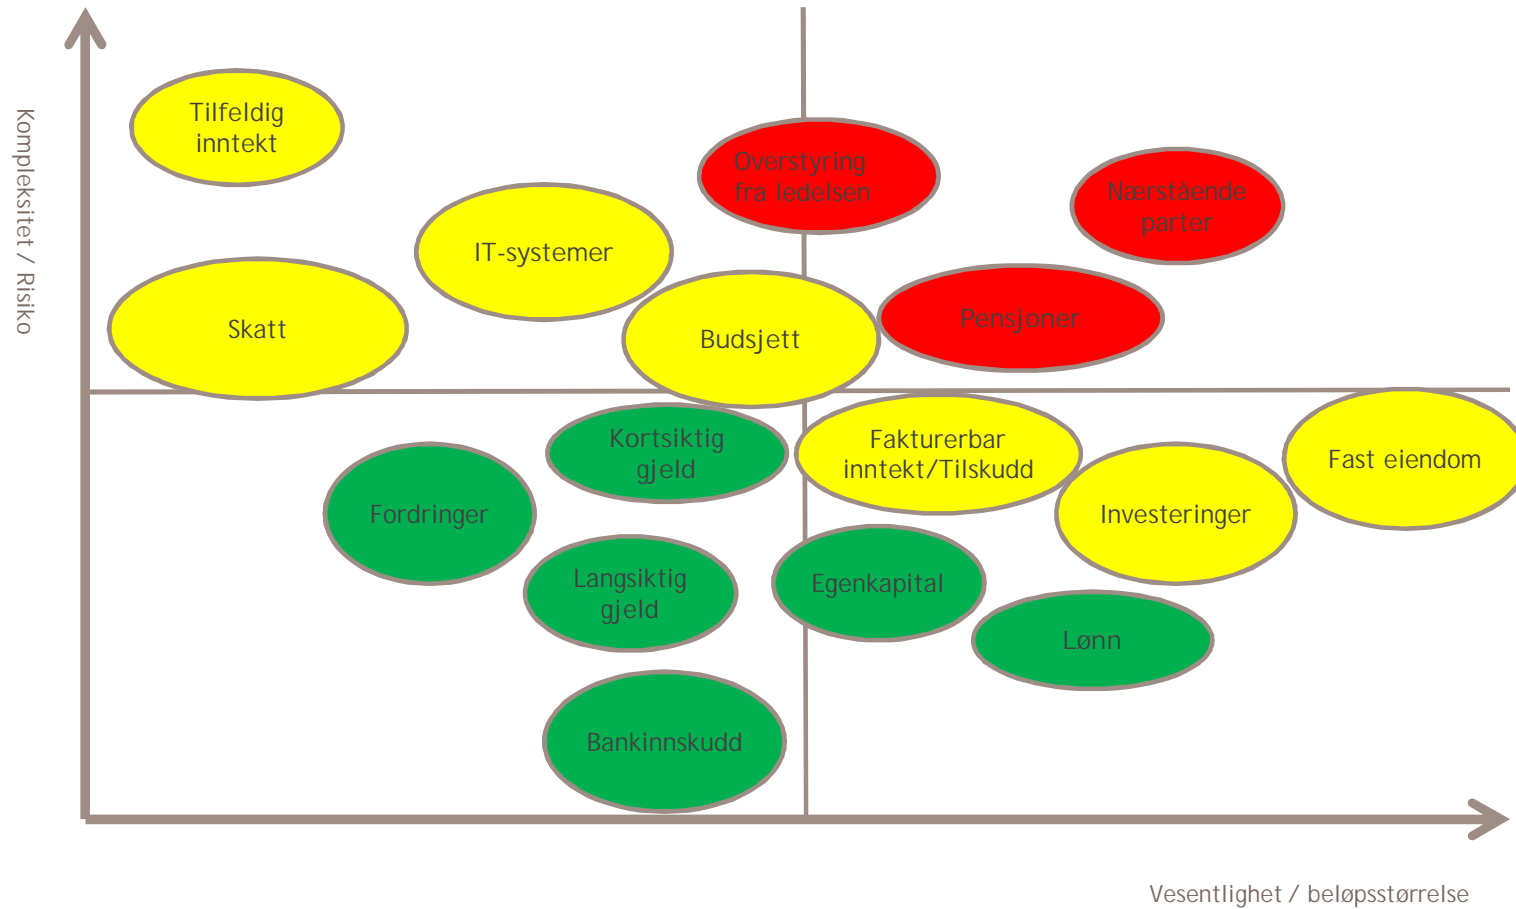 Kompleksitet / Risiko
Tilfeldig
inntekt
Overstyring
fra ledelsen
Nærstående
parter
IT-systemer
Skatt
Budsjett
Pensjoner
Kortsiktig
gjeld
Fakturerbar
inntekt/Tilskudd
Fast eiendom
Fordringer
Investeringer
Langsiktig
gjeld
Egenkapital
Lønn
Bankinnskudd
Vesentlighet / beløpsstørrelse